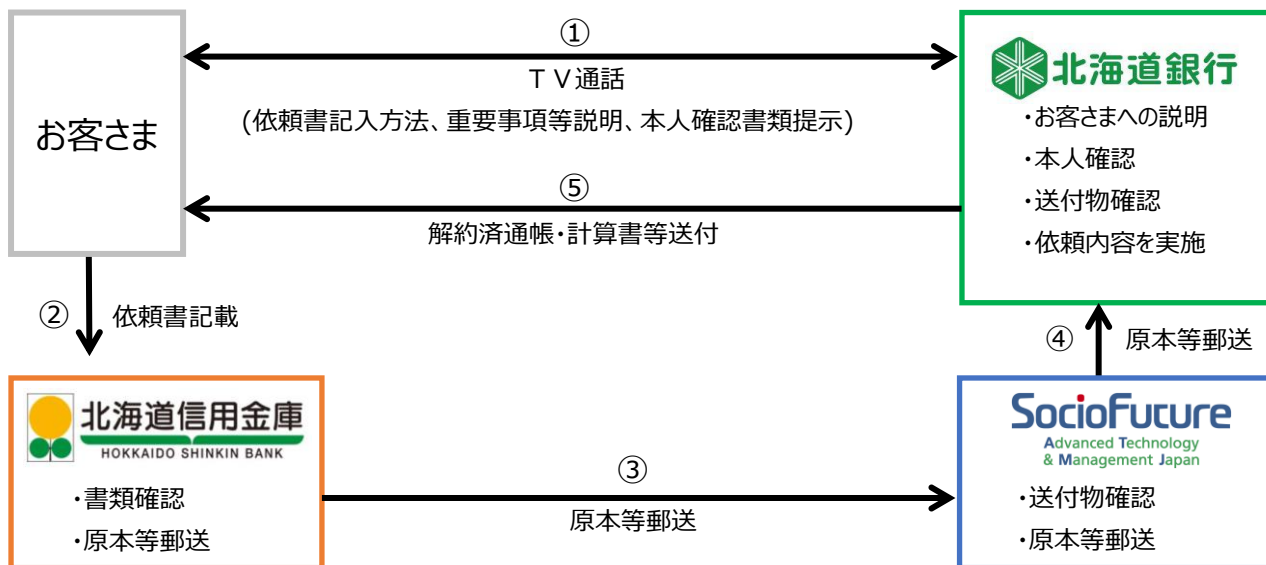 ①
TV通話
(依頼書記入方法、重要事項等説明、本人確認書類提示)
お客さま
北海道銀行
・お客さまへの説明
・本人確認
・送付物確認
・依頼内容を実施
⑤
解約済通帳・計算書等送付
②
依頼書記載
④
原本等郵送
北海道信用金庫
HOKKAIDO SHINKIN BANK
・書類確認
・原本等郵送
③
原本等郵送
SocioFuture
Advanced Technology
& Management Japan
・送付物確認
・原本等郵送